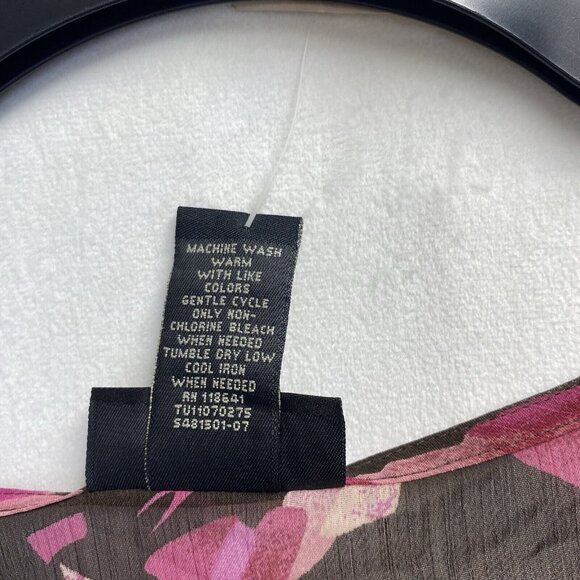 MACHINE WASH
WARM
WITH LIKE
COLORS
GENTLE CYCLE
ONLY NON-
CHLORINE BLEACH
WHEN NEEDED
TUMBLE DRY LOW
COOL IRON
WHEN NEEDED
RN 118641
TU11070275
S481501-07